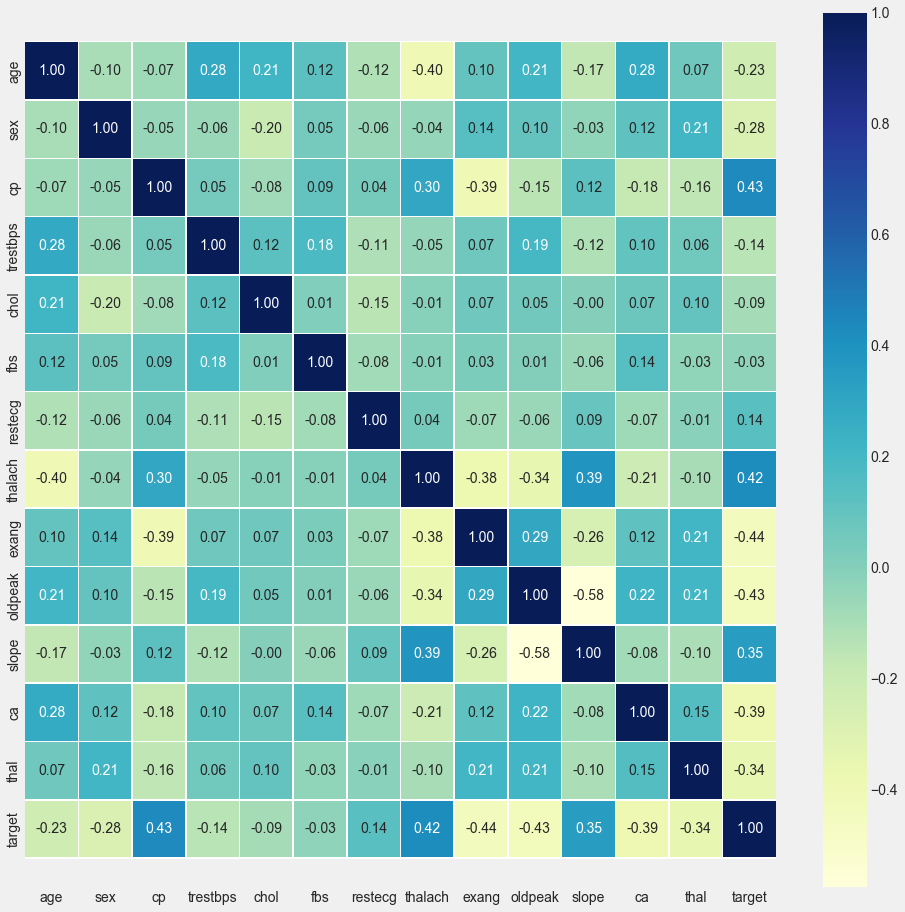 age 1.00 -0.10 -0.07 0.28 0.21 0.12 -0.12 -0.40 0.10 0.21 -0.17 0.28 0.07 -0.23
sex -0.10 1.00 -0.05 -0.06 -0.20 0.05 -0.06 -0.04 0.14 0.10 -0.03 0.12 0.21 -0.28
cp -0.07 -0.05 1.00 0.05 -0.08 0.09 0.04 0.30 -0.39 -0.15 0.12 -0.18 -0.16 0.43
trestbps 0.28 -0.06 0.05 1.00 0.12 0.18 -0.11 -0.05 0.07 0.19 -0.12 0.10 0.06 -0.14
chol 0.21 -0.20 -0.08 0.12 1.00 0.01 -0.15 -0.01 0.07 0.05 -0.00 0.07 0.10 -0.09
fbs 0.12 0.05 0.09 0.18 0.01 1.00 -0.08 -0.01 0.03 0.01 -0.06 0.14 -0.03 -0.03
restecg -0.12 -0.06 0.04 -0.11 -0.15 -0.08 1.00 0.04 -0.07 -0.06 0.09 -0.07 -0.01 0.14
thalach -0.40 -0.04 0.30 -0.05 -0.01 -0.01 0.04 1.00 -0.38 -0.34 0.39 -0.21 -0.10 0.42
exang 0.10 0.14 -0.39 0.07 0.07 0.03 -0.07 -0.38 1.00 0.29 -0.26 0.12 0.21 -0.44
oldpeak 0.21 0.10 -0.15 0.19 0.05 0.01 -0.06 -0.34 0.29 1.00 -0.58 0.22 0.21 -0.43
slope -0.17 -0.03 0.12 -0.12 -0.00 -0.06 0.09 0.39 -0.26 -0.58 1.00 -0.08 -0.10 0.35
ca 0.28 0.12 -0.18 0.10 0.07 0.14 -0.07 -0.21 0.12 0.22 -0.08 1.00 0.15 -0.39
thal 0.07 0.21 -0.16 0.06 0.10 -0.03 -0.01 -0.10 0.21 0.21 -0.10 0.15 1.00 -0.34
target -0.23 -0.28 0.43 -0.14 -0.09 -0.03 0.14 0.42 -0.44 -0.43 0.35 -0.39 -0.34 1.00
age sex cp trestbps chol fbs restecg thalach exang oldpeak slope ca thal target
1.0
0.8
0.6
0.4
0.2
0.0
−0.2
−0.4